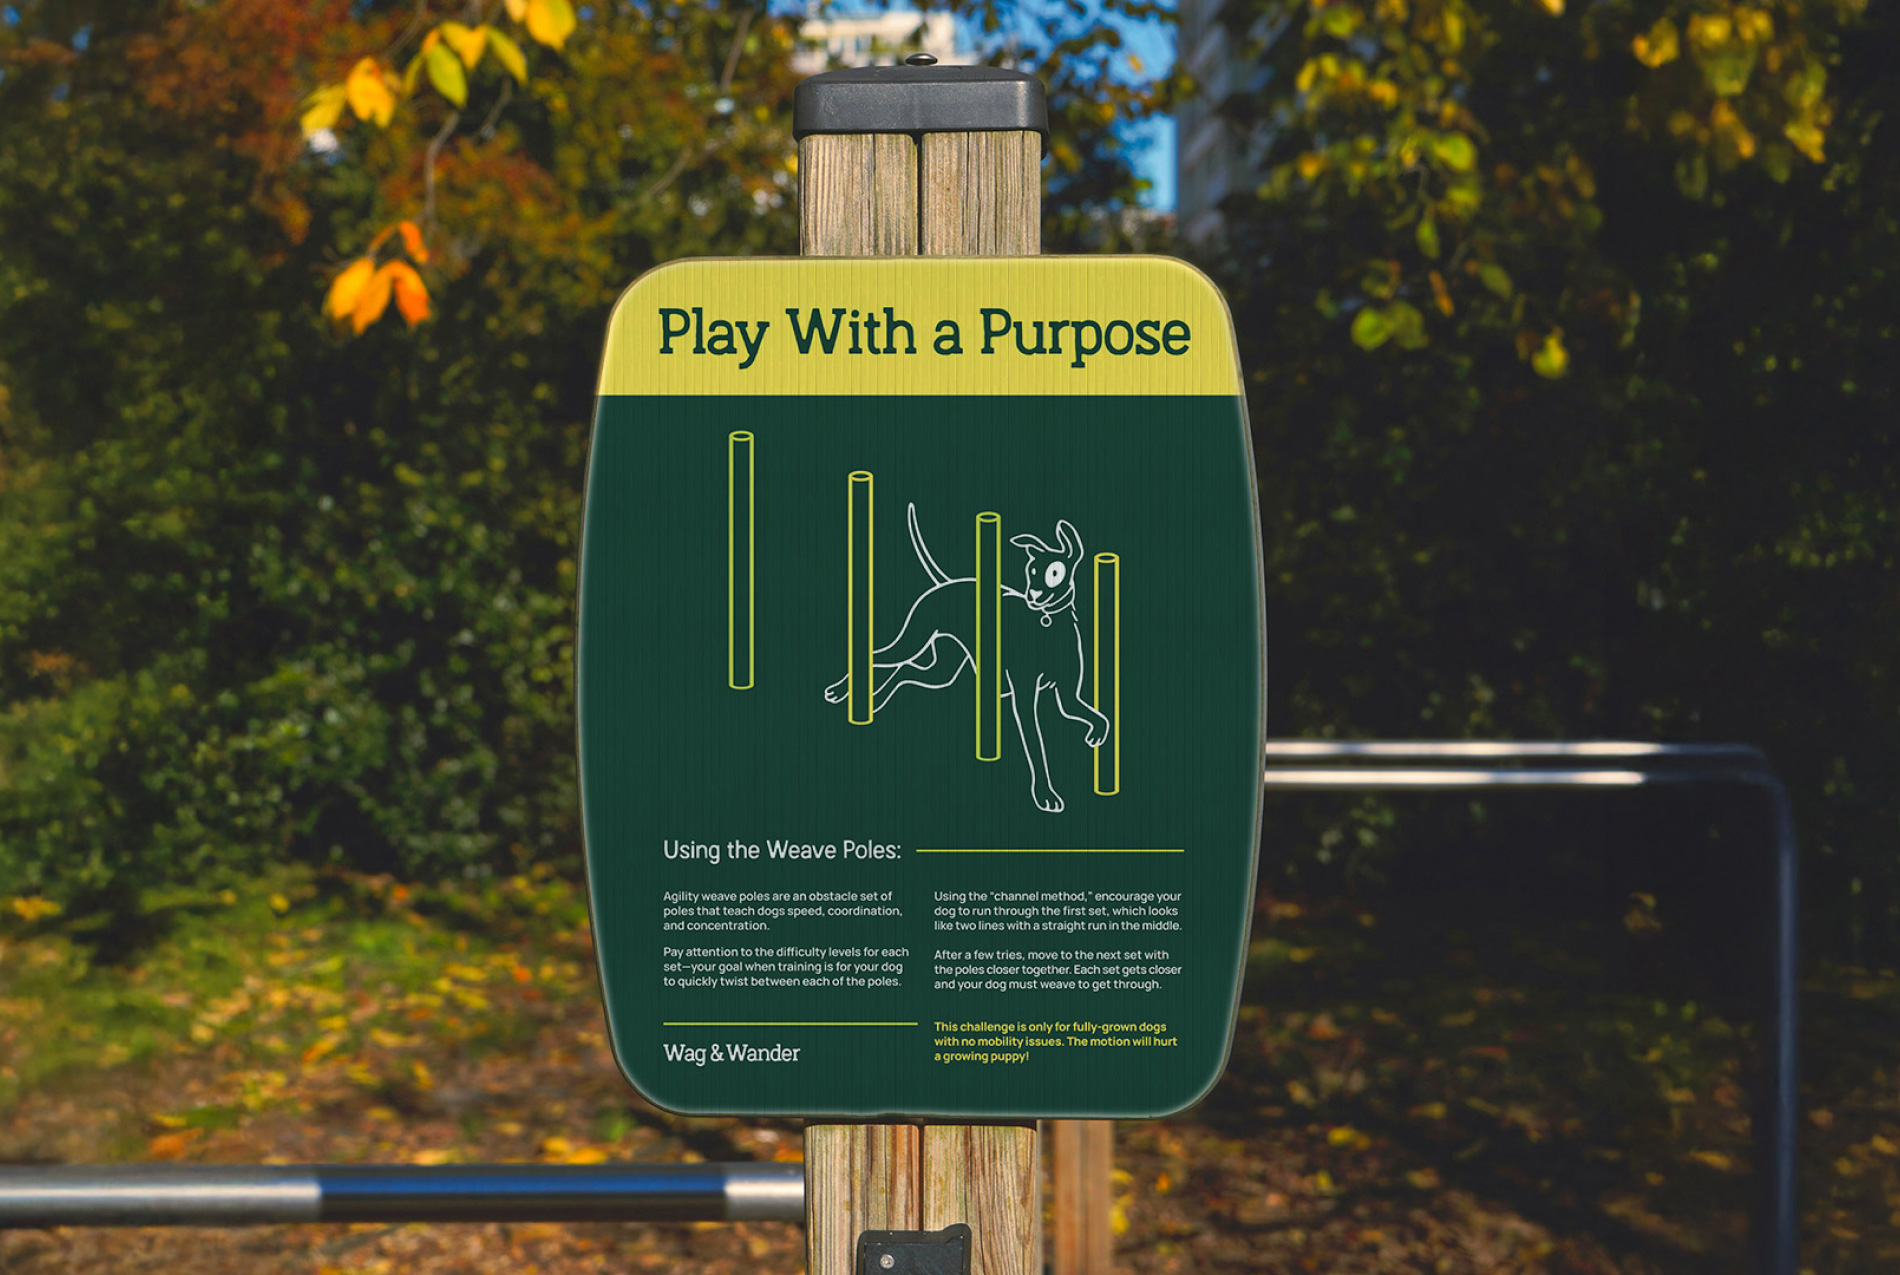 Play With a Purpose
Using the Weave Poles:
Agility weave poles are an obstacle set of
poles that teach dogs speed, coordination,
and concentration.
Pay attention to the difficulty levels for each
set—your goal when training is for your dog
to quickly twist between each of the poles.
Using the "channel method," encourage your
dog to run through the first set, which looks
like two lines with a straight run in the middle.
After a few tries, move to the next set with
the poles closer together. Each set gets closer
and your dog must weave to get through.
This challenge is only for fully-grown dogs
with no mobility issues. The motion will hurt
a growing puppy!
Wag & Wander